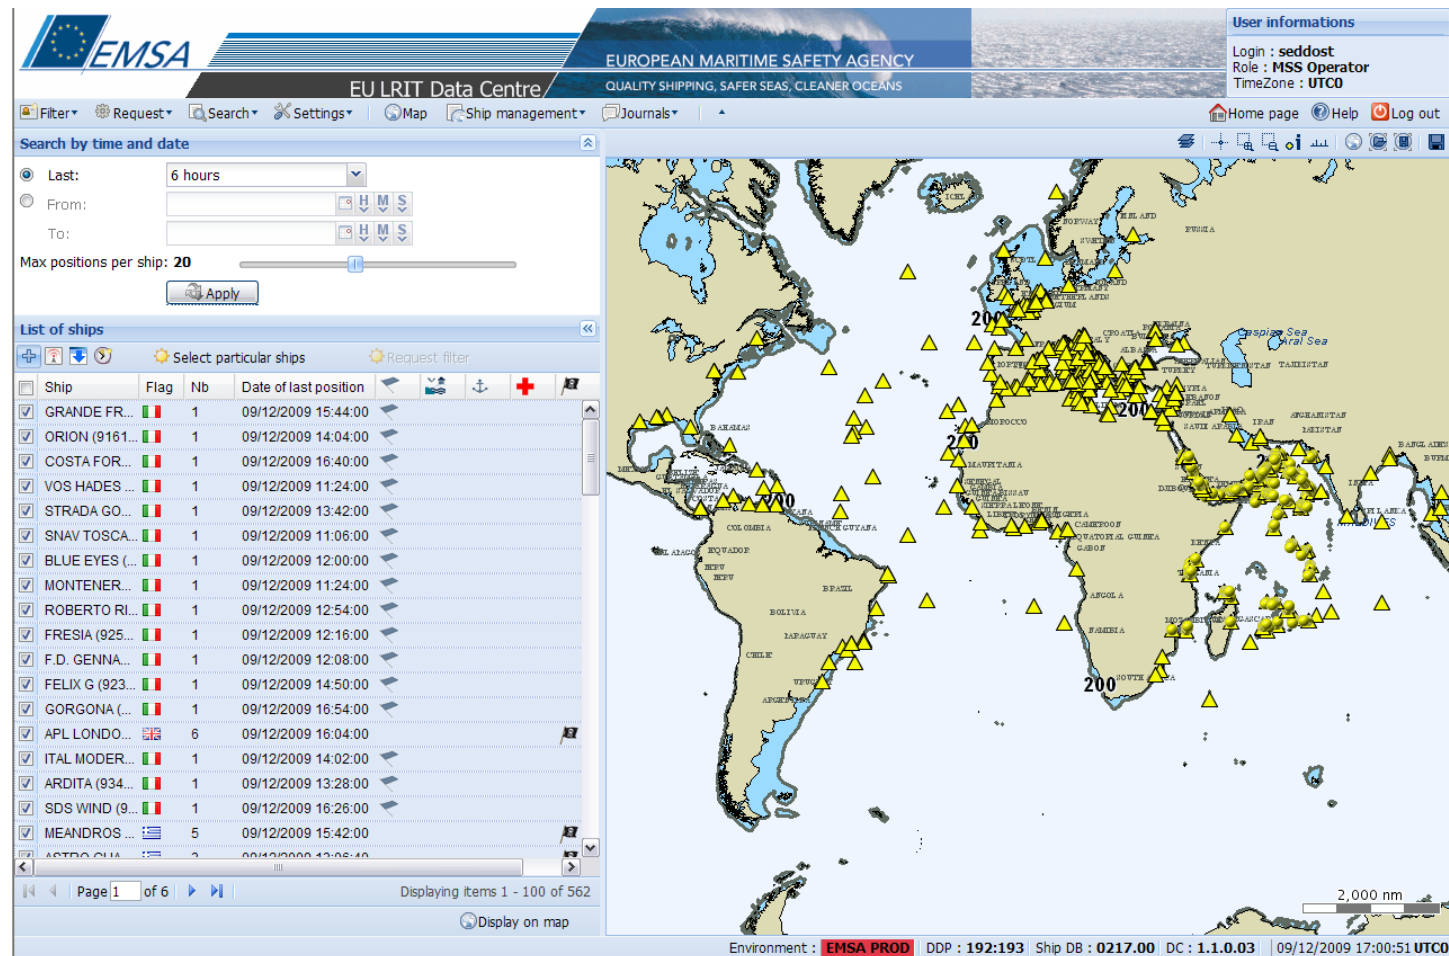 EMSA
EU LRIT Data Centre
EUROPEAN MARITIME SAFETY AGENCY
QUALITY SHIPPING, SAFER SEAS, CLEANER OCEANS
User informations
Login : seddost
Role : MSS Operator
TimeZone : UTC0
Filter Request Search Settings Map Ship management Journals Home page Help Log out
Search by time and date
Last: 6 hours
From: H M S
To: H M S
Max positions per ship: 20
Apply
List of ships
Select particular ships Request filter
Ship Flag Nb Date of last position
GRANDE FR... 1 09/12/2009 15:44:00
ORION (9161... 1 09/12/2009 14:04:00
COSTA FOR... 1 09/12/2009 16:40:00
VOS HADES ... 1 09/12/2009 11:24:00
STRADA GO... 1 09/12/2009 13:42:00
SNAV TOSCA... 1 09/12/2009 11:06:00
BLUE EYES (... 1 09/12/2009 12:00:00
MONTENER... 1 09/12/2009 11:24:00
ROBERTO RI... 1 09/12/2009 12:54:00
FRESIA (925... 1 09/12/2009 12:16:00
F.D. GENNA... 1 09/12/2009 12:08:00
FELIX G (923... 1 09/12/2009 14:50:00
GORGONA (... 1 09/12/2009 16:54:00
APL LONDO... 6 09/12/2009 16:04:00
ITAL MODER... 1 09/12/2009 14:02:00
ARDITA (934... 1 09/12/2009 13:28:00
SDS WIND (9... 1 09/12/2009 16:26:00
MEANDROS ... 5 09/12/2009 15:42:00
Page 1 of 6 Displaying items 1 - 100 of 562
Display on map
ICEL
NORWAY
RUSSIA
200
Caspian Sea
Aral Sea
200
MOROCCO
AFGHANISTAN
IRAN
BAHAMAS
200
MAURITANIA
200
COLOMBIA
CAMEROON
EQUATORIAL GUINEA
GABON
BRAZIL
BOLIVIA
ANGOLA
PARAGUAY
NAMIBIA
CHILE
200
2,000 nm
Environment : EMSA PROD DDP : 192:193 Ship DB : 0217.00 DC : 1.1.0.03 09/12/2009 17:00:51 UTC0